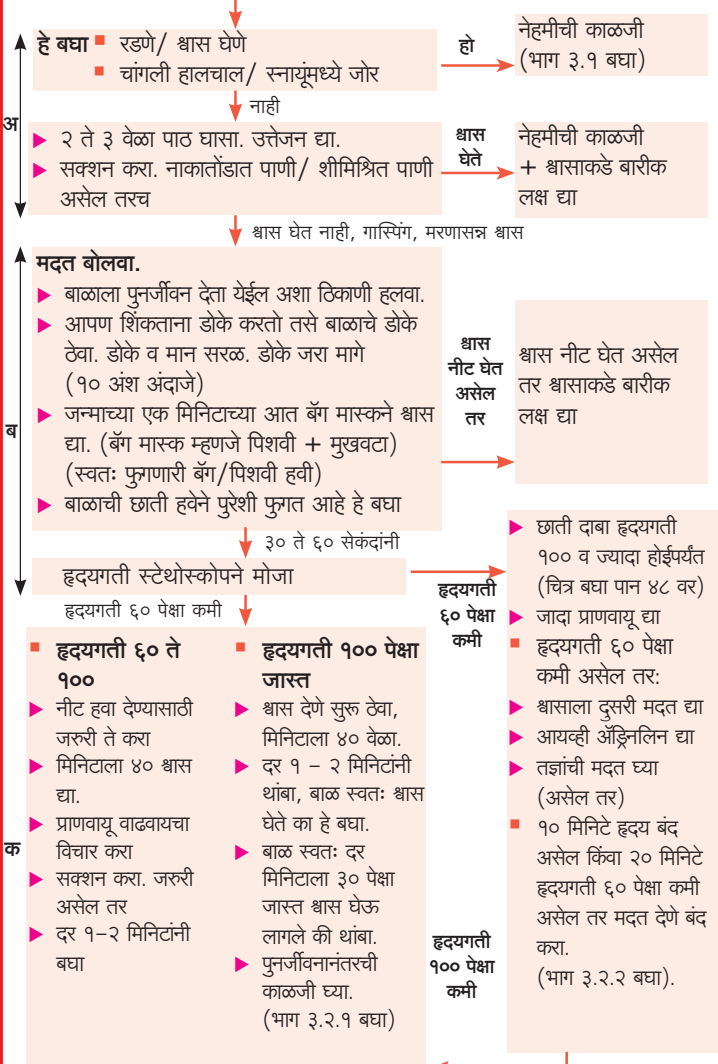 हे बघा ▪ रडणे/ श्वास घेणे
▪ चांगली हालचाल/ स्नायूंमध्ये जोर
हो
नेहमीची काळजी
(भाग ३.१ बघा)
अ
नाही
▶ २ ते ३ वेळा पाठ घासा. उत्तेजन द्या.
▶ सक्शन करा. नाकातोंडात पाणी/ शीमिश्रित पाणी
असेल तरच
श्वास
घेते
नेहमीची काळजी
+ श्वासाकडे बारीक
लक्ष द्या
श्वास घेत नाही, गास्पिंग, मरणासन्न श्वास
ब
मदत बोलवा.
▶ बाळाला पुनर्जीवन देता येईल अशा ठिकाणी हलवा.
▶ आपण शिंकताना डोके करतो तसे बाळाचे डोके
ठेवा. डोके व मान सरळ. डोके जरा मागे
(१० अंश अंदाजे)
▶ जन्माच्या एक मिनिटाच्या आत बॅग मास्कने श्वास
द्या. (बॅग मास्क म्हणजे पिशवी + मुखवटा)
(स्वतः फुगणारी बॅग/पिशवी हवी)
▶ बाळाची छाती हवेने पुरेशी फुगत आहे हे बघा
श्वास
नीट घेत
असेल
तर
श्वास नीट घेत असेल
तर श्वासाकडे बारीक
लक्ष द्या
३० ते ६० सेकंदांनी
हृदयगती स्टेथोस्कोपने मोजा
हृदयगती ६० पेक्षा कमी
हृदयगती
६० पेक्षा
कमी
▶ छाती दाबा हृदयगती
१०० व ज्यादा होईपर्यंत
(चित्र बघा पान ४८ वर)
▶ जादा प्राणवायू द्या
▪ हृदयगती ६० पेक्षा
कमी असेल तर:
▶ श्वासाला दुसरी मदत द्या
▶ आयव्ही ॲड्रिनलिन द्या
▶ तज्ञांची मदत घ्या
(असेल तर)
▪ १० मिनिटे हृदय बंद
असेल किंवा २० मिनिटे
हृदयगती ६० पेक्षा कमी
असेल तर मदत देणे बंद
करा.
(भाग ३.२.२ बघा).
क
▪ हृदयगती ६० ते
१००
▶ नीट हवा देण्यासाठी
जरुरी ते करा
▶ मिनिटाला ४० श्वास
द्या.
▶ प्राणवायू वाढवायचा
विचार करा
▶ सक्शन करा. जरुरी
असेल तर
▶ दर १–२ मिनिटांनी
बघा
▪ हृदयगती १०० पेक्षा
जास्त
▶ श्वास देणे सुरू ठेवा,
मिनिटाला ४० वेळा.
▶ दर १ – २ मिनिटांनी
थांबा, बाळ स्वतः श्वास
घेते का हे बघा.
▶ बाळ स्वतः दर
मिनिटाला ३० पेक्षा
जास्त श्वास घेऊ
लागले की थांबा.
▶ पुनर्जीवनानंतरची
काळजी घ्या.
(भाग ३.२.१ बघा)
हृदयगती
१०० पेक्षा
कमी